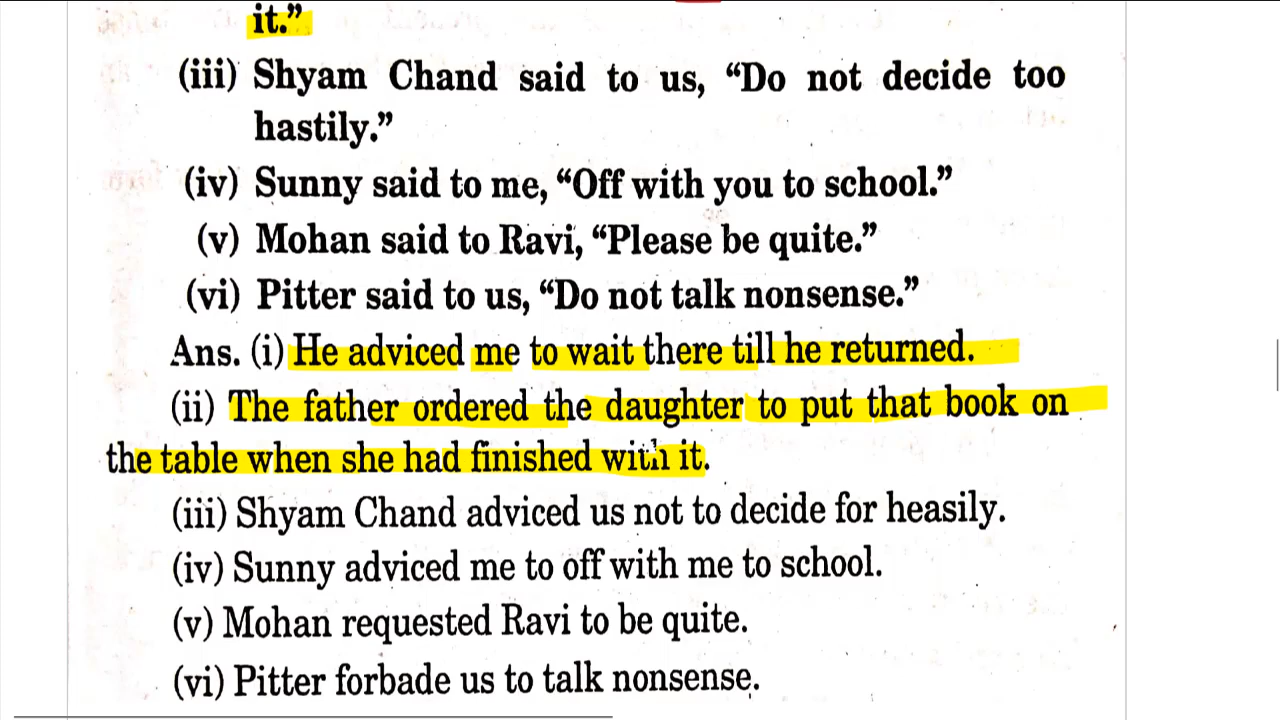 it.”
(iii) Shyam Chand said to us, “Do not decide too
hastily.”
(iv) Sunny said to me, “Off with you to school.”
(v) Mohan said to Ravi, “Please be quite.”
(vi) Pitter said to us, “Do not talk nonsense.”
Ans. (i) He adviced me to wait there till he returned.
(ii) The father ordered the daughter to put that book on
the table when she had finished with it.
(iii) Shyam Chand adviced us not to decide for heasily.
(iv) Sunny adviced me to off with me to school.
(v) Mohan requested Ravi to be quite.
(vi) Pitter forbade us to talk nonsense.